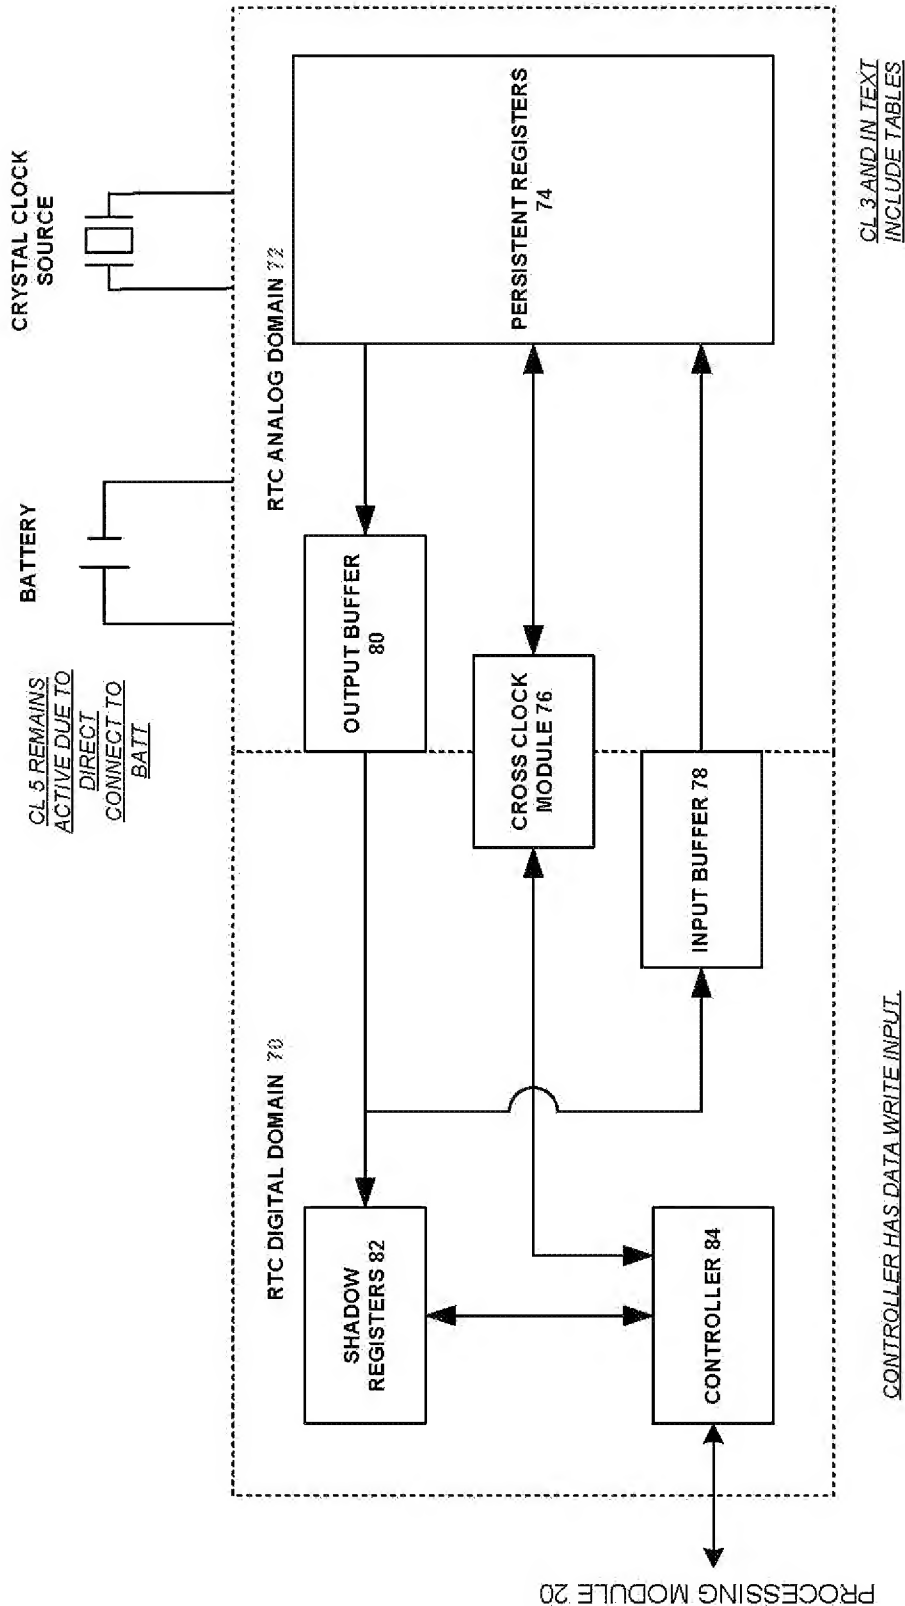 CL 5 REMAINS
ACTIVE DUE TO
DIRECT
CONNECT TO
BATT
BATTERY
CRYSTAL CLOCK
SOURCE
RTC DIGITAL DOMAIN 70
RTC ANALOG DOMAIN 72
SHADOW
REGISTERS 82
OUTPUT BUFFER
80
PERSISTENT REGISTERS
74
CROSS CLOCK
MODULE 76
CONTROLLER 84
INPUT BUFFER 78
PROCESSING MODULE 20
CONTROLLER HAS DATA WRITE INPUT.
CL 3 AND IN TEXT
INCLUDE TABLES